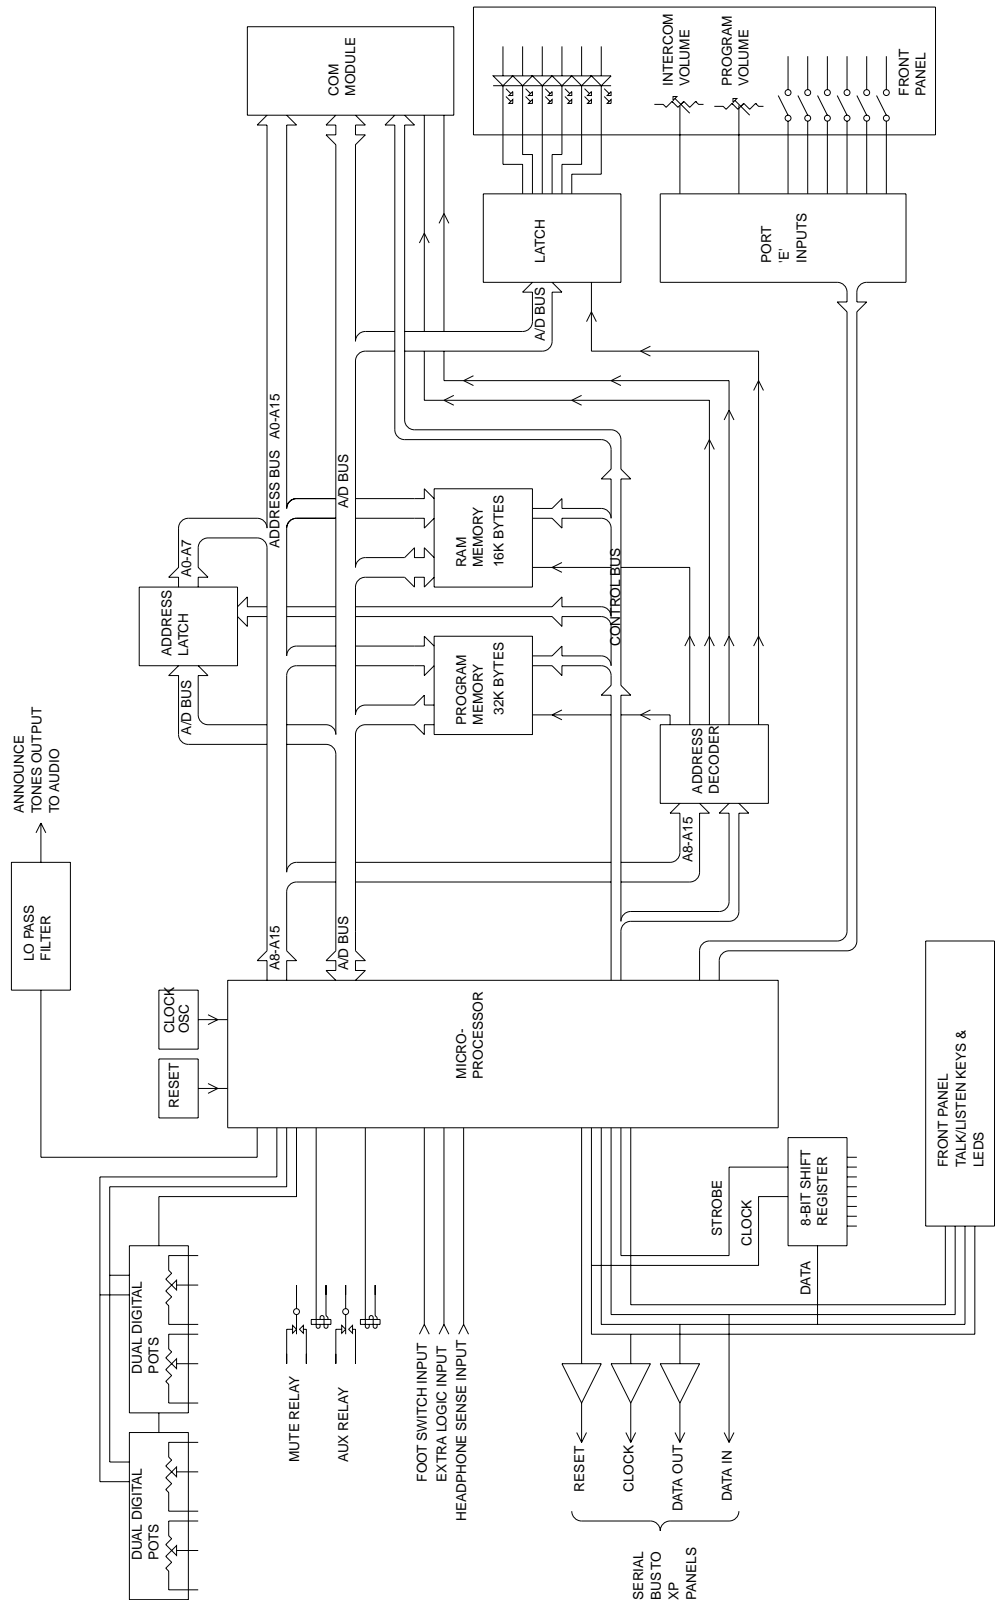 DUAL DIGITAL
POTS
DUAL DIGITAL
POTS
LO PASS
FILTER
ANNOUNCE
TONES OUTPUT
TO AUDIO
RESET
CLOCK
OSC
MUTE RELAY
AUX RELAY
FOOT SWITCH INPUT
EXTRA LOGIC INPUT
HEADPHONE SENSE INPUT
MICRO-
PROCESSOR
A8-A15
A/D BUS
A/D BUS
ADDRESS
LATCH
A0-A7
ADDRESS BUS A0-A15
A/D BUS
PROGRAM
MEMORY
32K BYTES
RAM
MEMORY
16K BYTES
CONTROL BUS
A8-A15
ADDRESS
DECODER
COM
MODULE
A/D BUS
LATCH
INTERCOM
VOLUME
PROGRAM
VOLUME
FRONT
PANEL
PORT
'E'
INPUTS
SERIAL
BUS TO
XP
PANELS
RESET
CLOCK
DATA OUT
DATA IN
STROBE
CLOCK
DATA
8-BIT SHIFT
REGISTER
FRONT PANEL
TALK/LISTEN KEYS &
LEDS